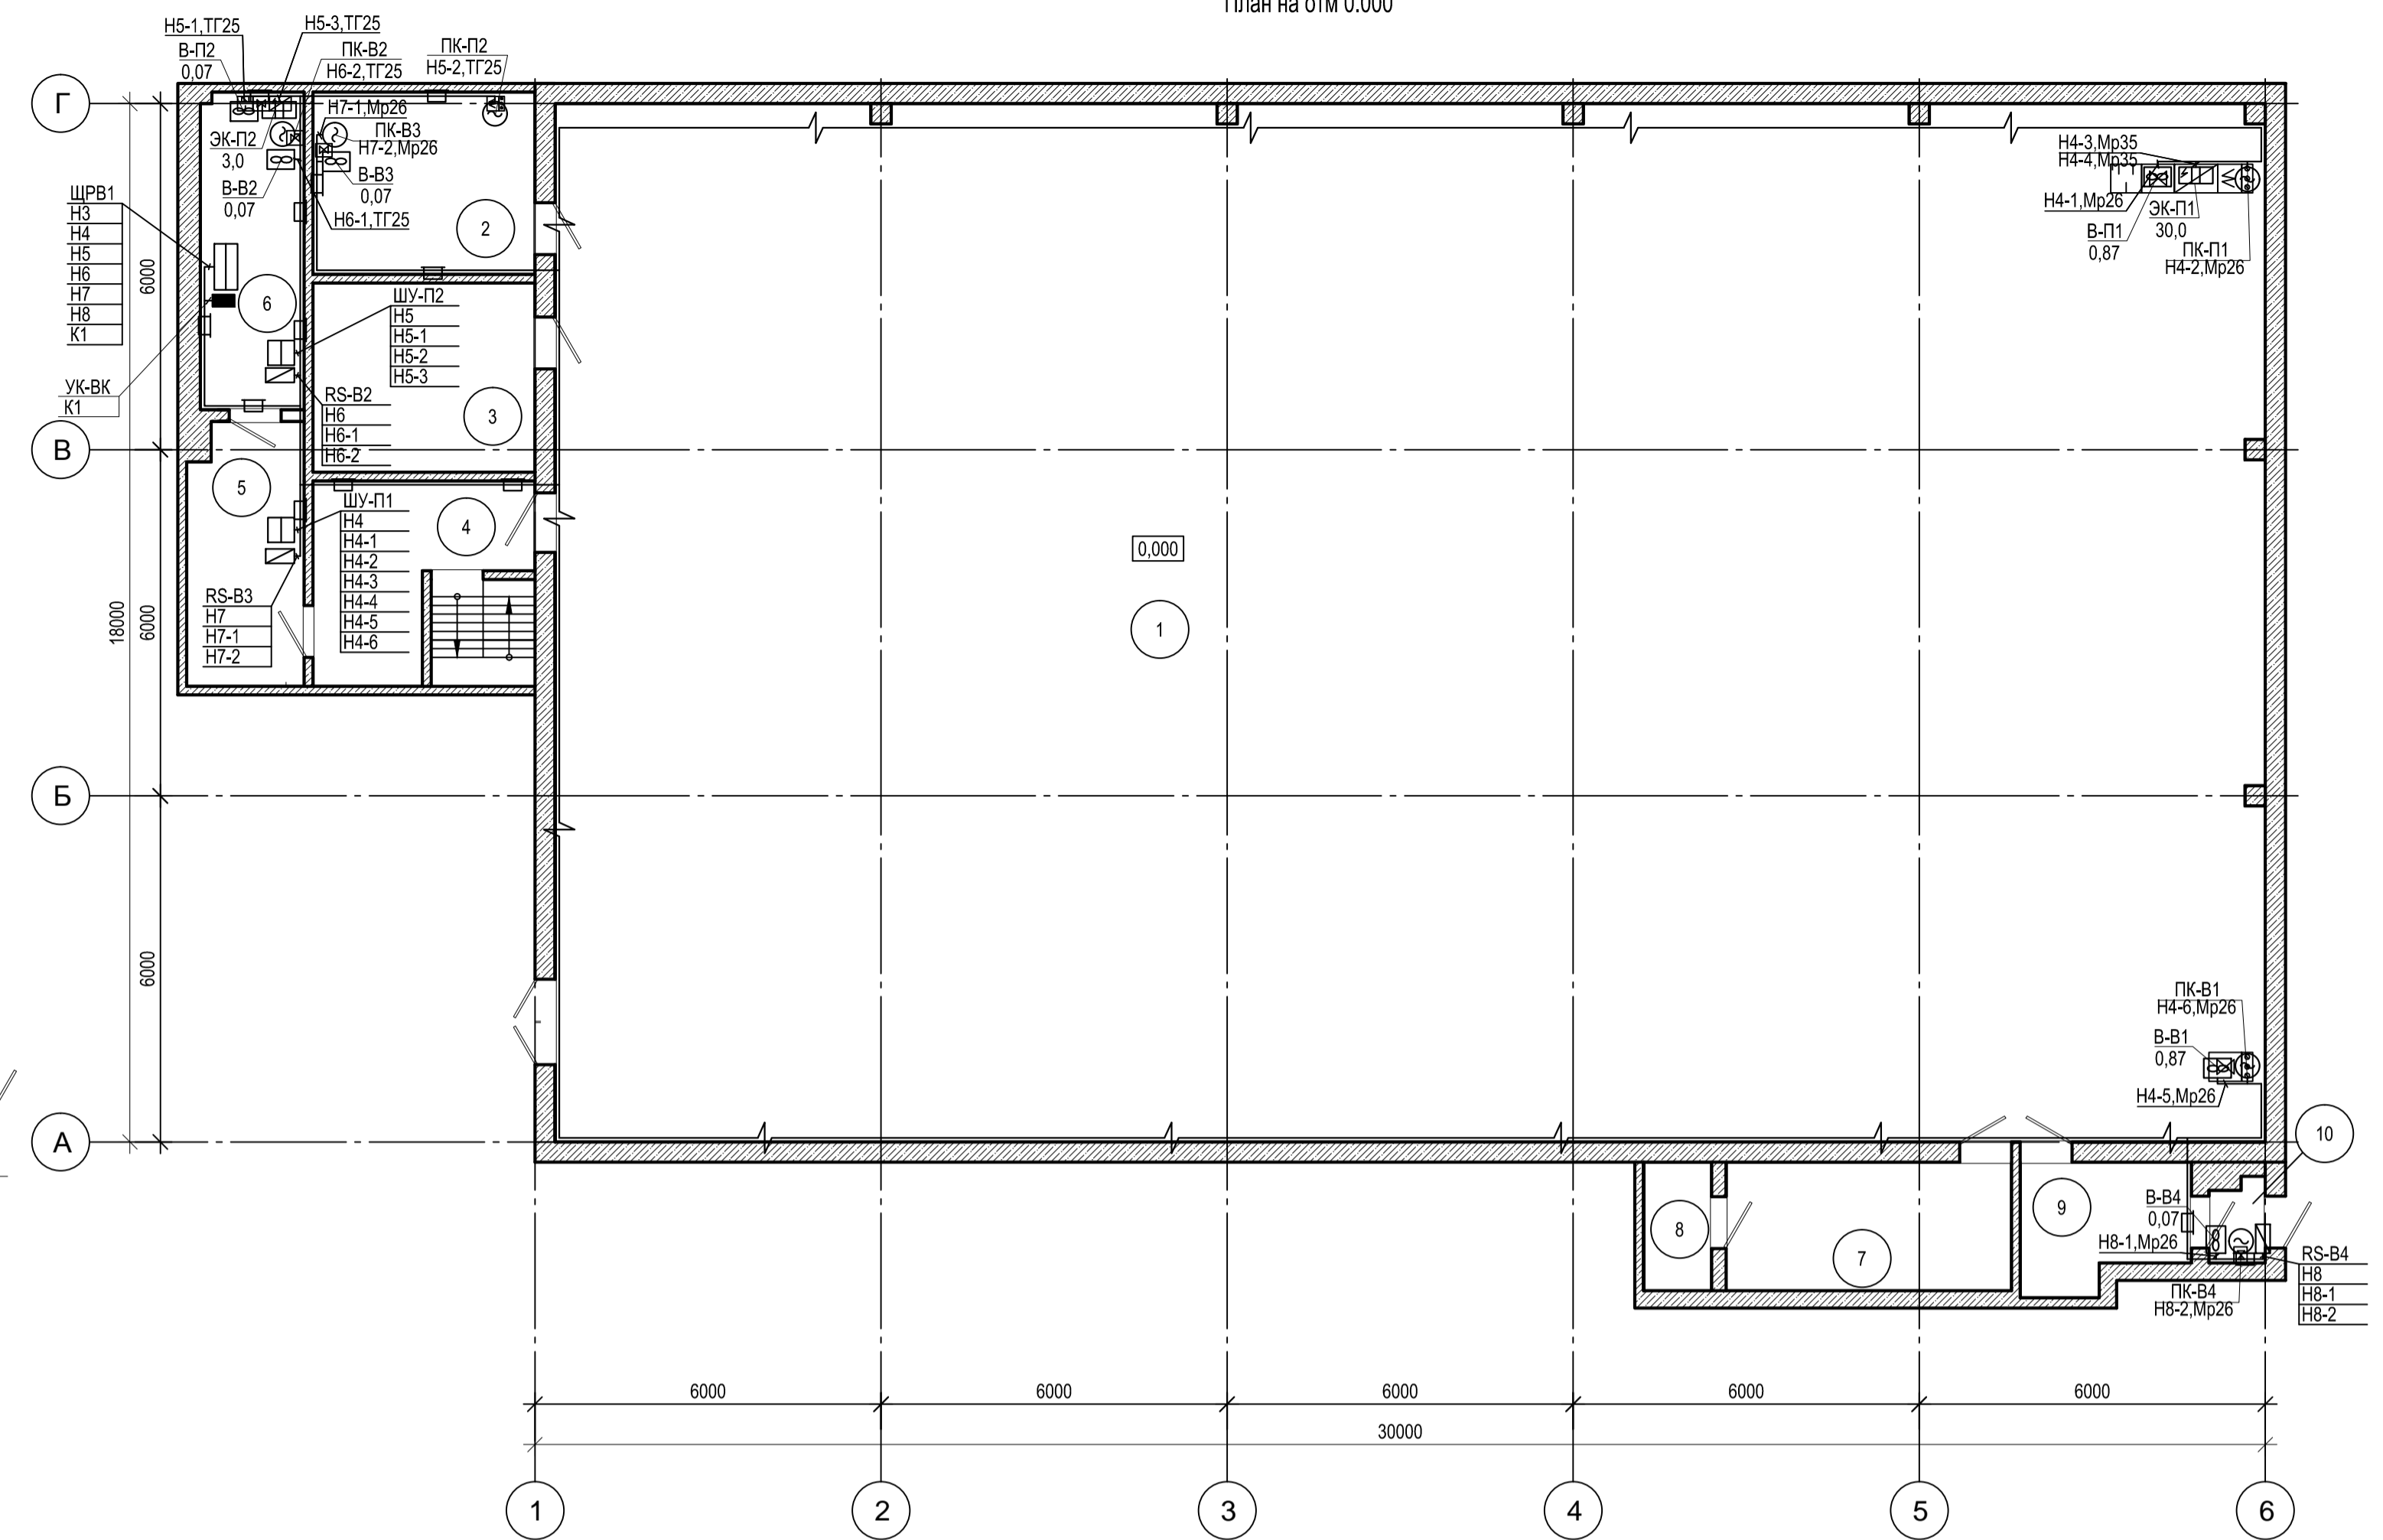 План на отм 0.000
Н5-1,ТГ25
В-П2
0,07
Н5-3,ТГ25
ПК-В2
Н6-2,ТГ25
ПК-П2
Н5-2,ТГ25
Г
Н7-1,Мр26
ПК-В3
Н7-2,Мр26
ЭК-П2
3,0
В-В2
0,07
В-В3
0,07
Н6-1,ТГ25
2
Н4-3,Мр35
Н4-4,Мр35
Н4-1,Мр26
ЭК-П1
30,0
В-П1
0,87
ПК-П1
Н4-2,Мр26
ЩРВ1
Н3
Н4
Н5
Н6
Н7
Н8
К1
6000
6
ШУ-П2
Н5
Н5-1
Н5-2
Н5-3
УК-ВК
К1
RS-В2
Н6
Н6-1
Н6-2
3
В
5
ШУ-П1
Н4
Н4-1
Н4-2
Н4-3
Н4-4
Н4-5
Н4-6
4
0,000
1
18000
6000
RS-В3
Н7
Н7-1
Н7-2
Б
6000
ПК-В1
Н4-6,Мр26
В-В1
0,87
Н4-5,Мр26
А
10
8
7
9
В-В4
0,07
Н8-1,Мр26
ПК-В4
Н8-2,Мр26
RS-В4
Н8
Н8-1
Н8-2
6000
6000
6000
6000
6000
30000
1
2
3
4
5
6